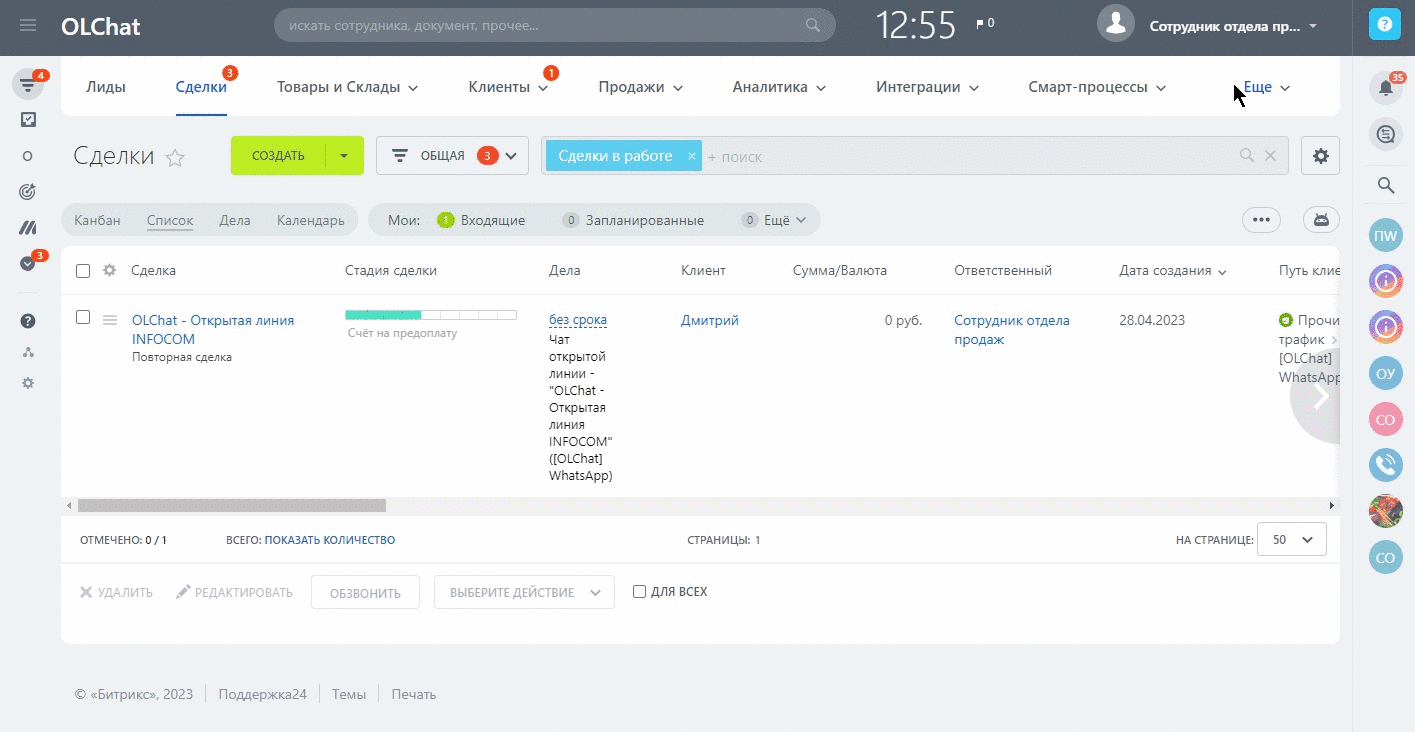 OLChat
искать сотрудника, документ, прочее...
12:55
0
Сотрудник отдела пр...
?
4
Лиды
Сделки
3
Товары и Склады
Клиенты
1
Продажи
Аналитика
Интеграции
Смарт-процессы
Еще
35
Сделки
СОЗДАТЬ
ОБЩАЯ
3
Сделки в работе ×
+ поиск
Канбан
Список
Дела
Календарь
Мои:
1
Входящие
0
Запланированные
0
Ещё
Сделка
Стадия сделки
Дела
Клиент
Сумма/Валюта
Ответственный
Дата создания
Путь клие
OLChat - Открытая линия
INFOCOM
Повторная сделка
Счёт на предоплату
без срока
Чат
открытой
линии -
"OLChat -
Открытая
линия
INFOCOM"
([OLChat]
WhatsApp)
Дмитрий
0 руб.
Сотрудник отдела
продаж
28.04.2023
Прочи
трафик
[OLChat]
WhatsApp
3
?
PW
ОУ
СО
СО
ОТМЕЧЕНО: 0 / 1
ВСЕГО: ПОКАЗАТЬ КОЛИЧЕСТВО
СТРАНИЦЫ: 1
НА СТРАНИЦЕ:
50
УДАЛИТЬ
РЕДАКТИРОВАТЬ
ОБЗВОНИТЬ
ВЫБЕРИТЕ ДЕЙСТВИЕ
ДЛЯ ВСЕХ
© «Битрикс», 2023
Поддержка24
Темы
Печать